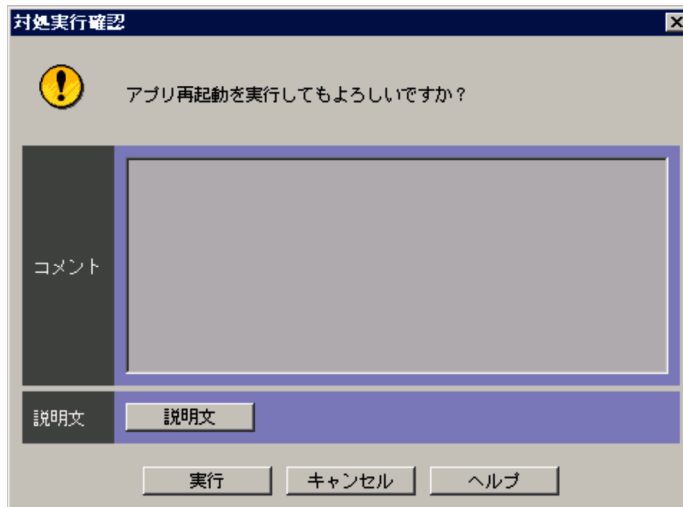 対処実行確認
アプリ再起動を実行してもよろしいですか？
コメント
説明文
説明文
実行
キャンセル
ヘルプ